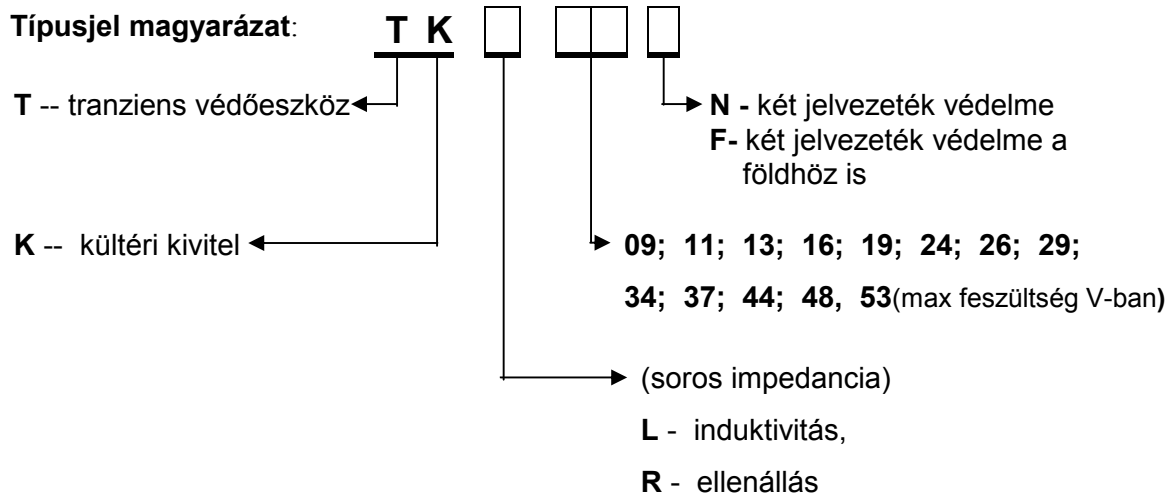 Típusjel magyarázat: T K
T -- tranziens védőeszköz
N - két jelvezeték védelme
F- két jelvezeték védelme a
földhöz is
K -- kültéri kivitel
09; 11; 13; 16; 19; 24; 26; 29;
34; 37; 44; 48, 53(max feszültség V-ban)
(soros impedancia)
L - induktivitás,
R - ellenállás